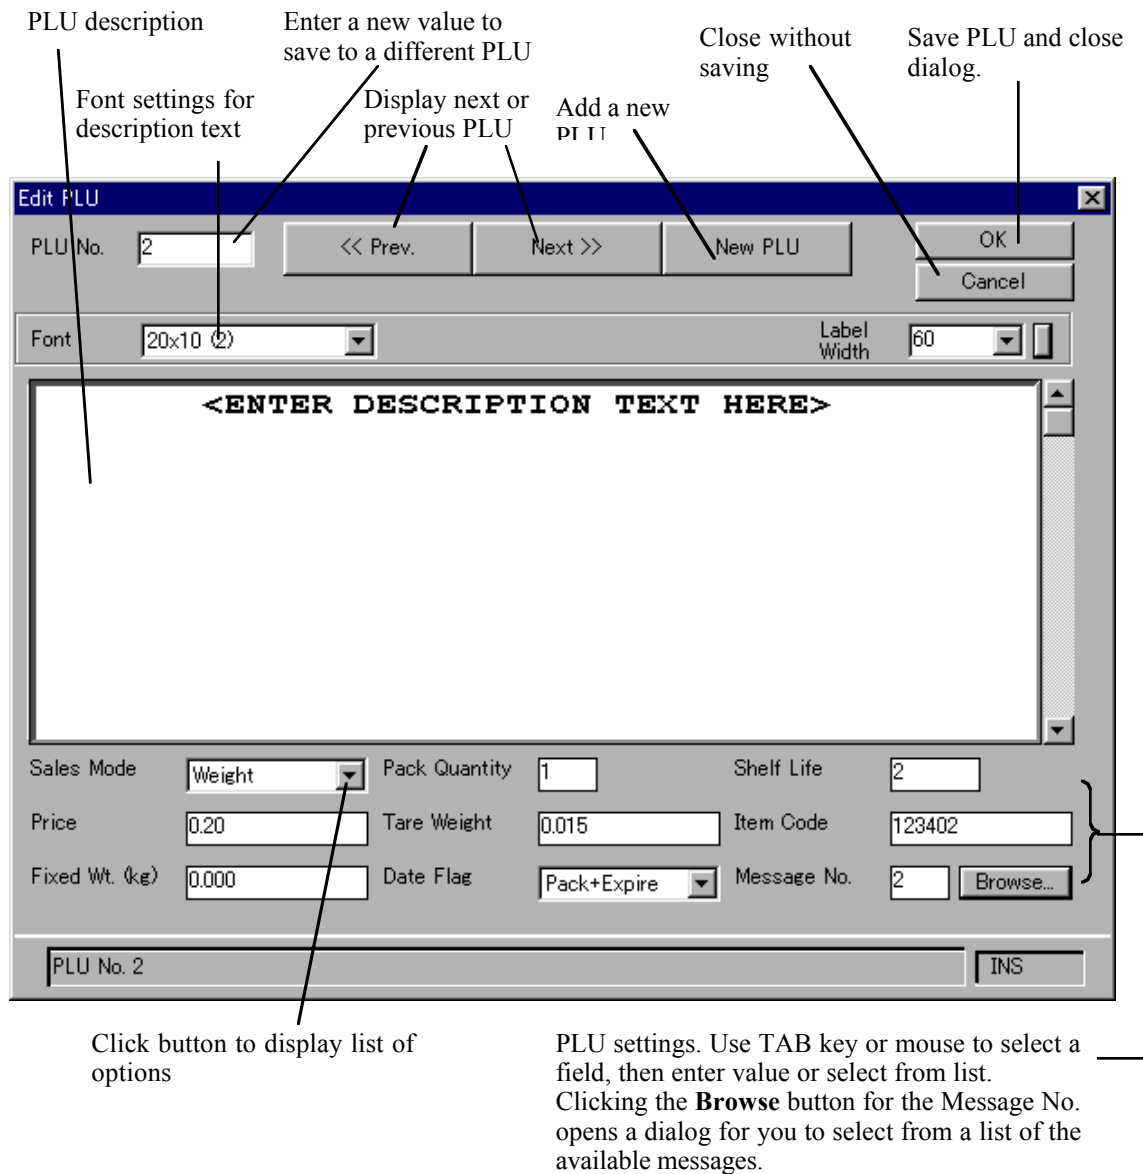 PLU description
Enter a new value to
save to a different PLU
Close without
saving
Save PLU and close
dialog.
Font settings for
description text
Display next or
previous PLU
Add a new
PLU
Edit PLU
PLU No. 2 << Prev. Next >> New PLU OK
Cancel
Font 20x10 (2) Label
Width 60
<ENTER DESCRIPTION TEXT HERE>
Sales Mode Weight Pack Quantity 1 Shelf Life 2
Price 0.20 Tare Weight 0.015 Item Code 123402
Fixed Wt. (kg) 0.000 Date Flag Pack+Expire Message No. 2 Browse...
PLU No. 2 INS
Click button to display list of
options
PLU settings. Use TAB key or mouse to select a
field, then enter value or select from list.
Clicking the Browse button for the Message No.
opens a dialog for you to select from a list of the
available messages.